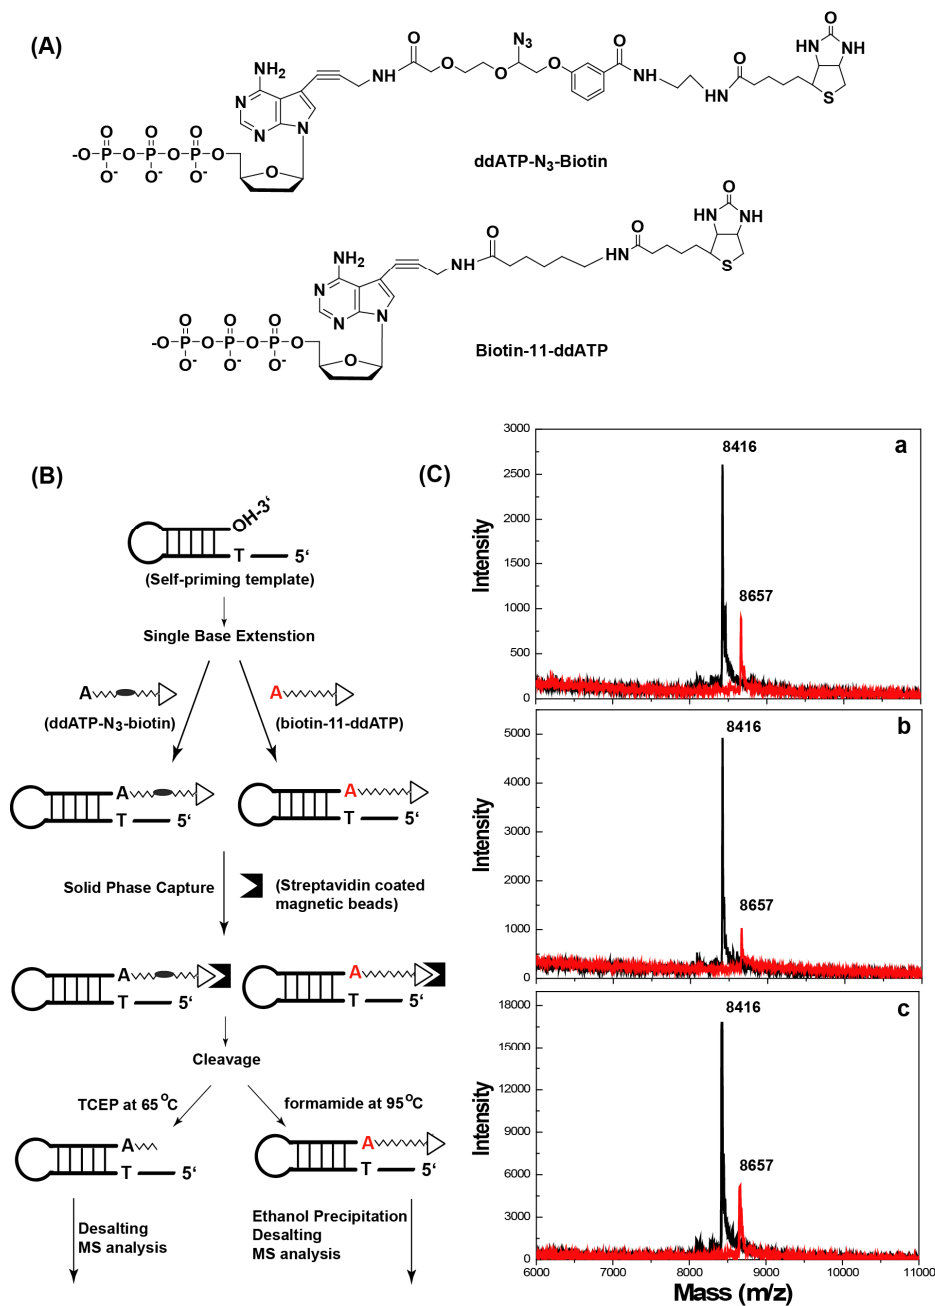 (A)
O
N3
O
NH
O
O
O
O
NH
NH
O
O
HN
NH
S
NH2
N
N
N
O
O
O
-O-P-O-P-O-P-O
O-
O-
O-
O
ddATP-N3-Biotin
O
NH
O
HN
O
HN
NH
S
NH2
N
N
N
O
O
O
-O-P-O-P-O-P-O
O-
O-
O-
O
Biotin-11-ddATP
(B)
OH-3‘
T
5‘
(Self-priming template)
Single Base Extenstion
A
A
(ddATP-N3-biotin)
(biotin-11-ddATP)
A
T
5‘
A
T
5‘
Solid Phase Capture
(Streptavidin coated
magnetic beads)
A
T
5‘
A
T
5‘
Cleavage
TCEP at 65 oC
formamide at 95oC
A
T
5‘
A
T
5‘
Desalting
MS analysis
Ethanol Precipitation
Desalting
MS analysis
(C)
a
8416
8657
Intensity
3000
2500
2000
1500
1000
500
0
b
8416
8657
Intensity
5000
4000
3000
2000
1000
0
c
8416
8657
Intensity
18000
15000
12000
9000
6000
3000
0
6000
7000
8000
9000
10000
11000
Mass (m/z)